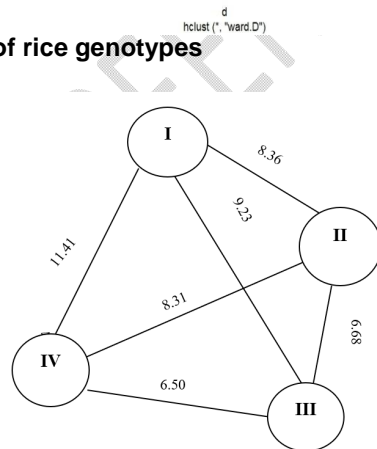 d
hclust (*, "ward.D")
of rice genotypes
I
8.36
9.23
II
11.41
8.31
6.68
IV
6.50
III